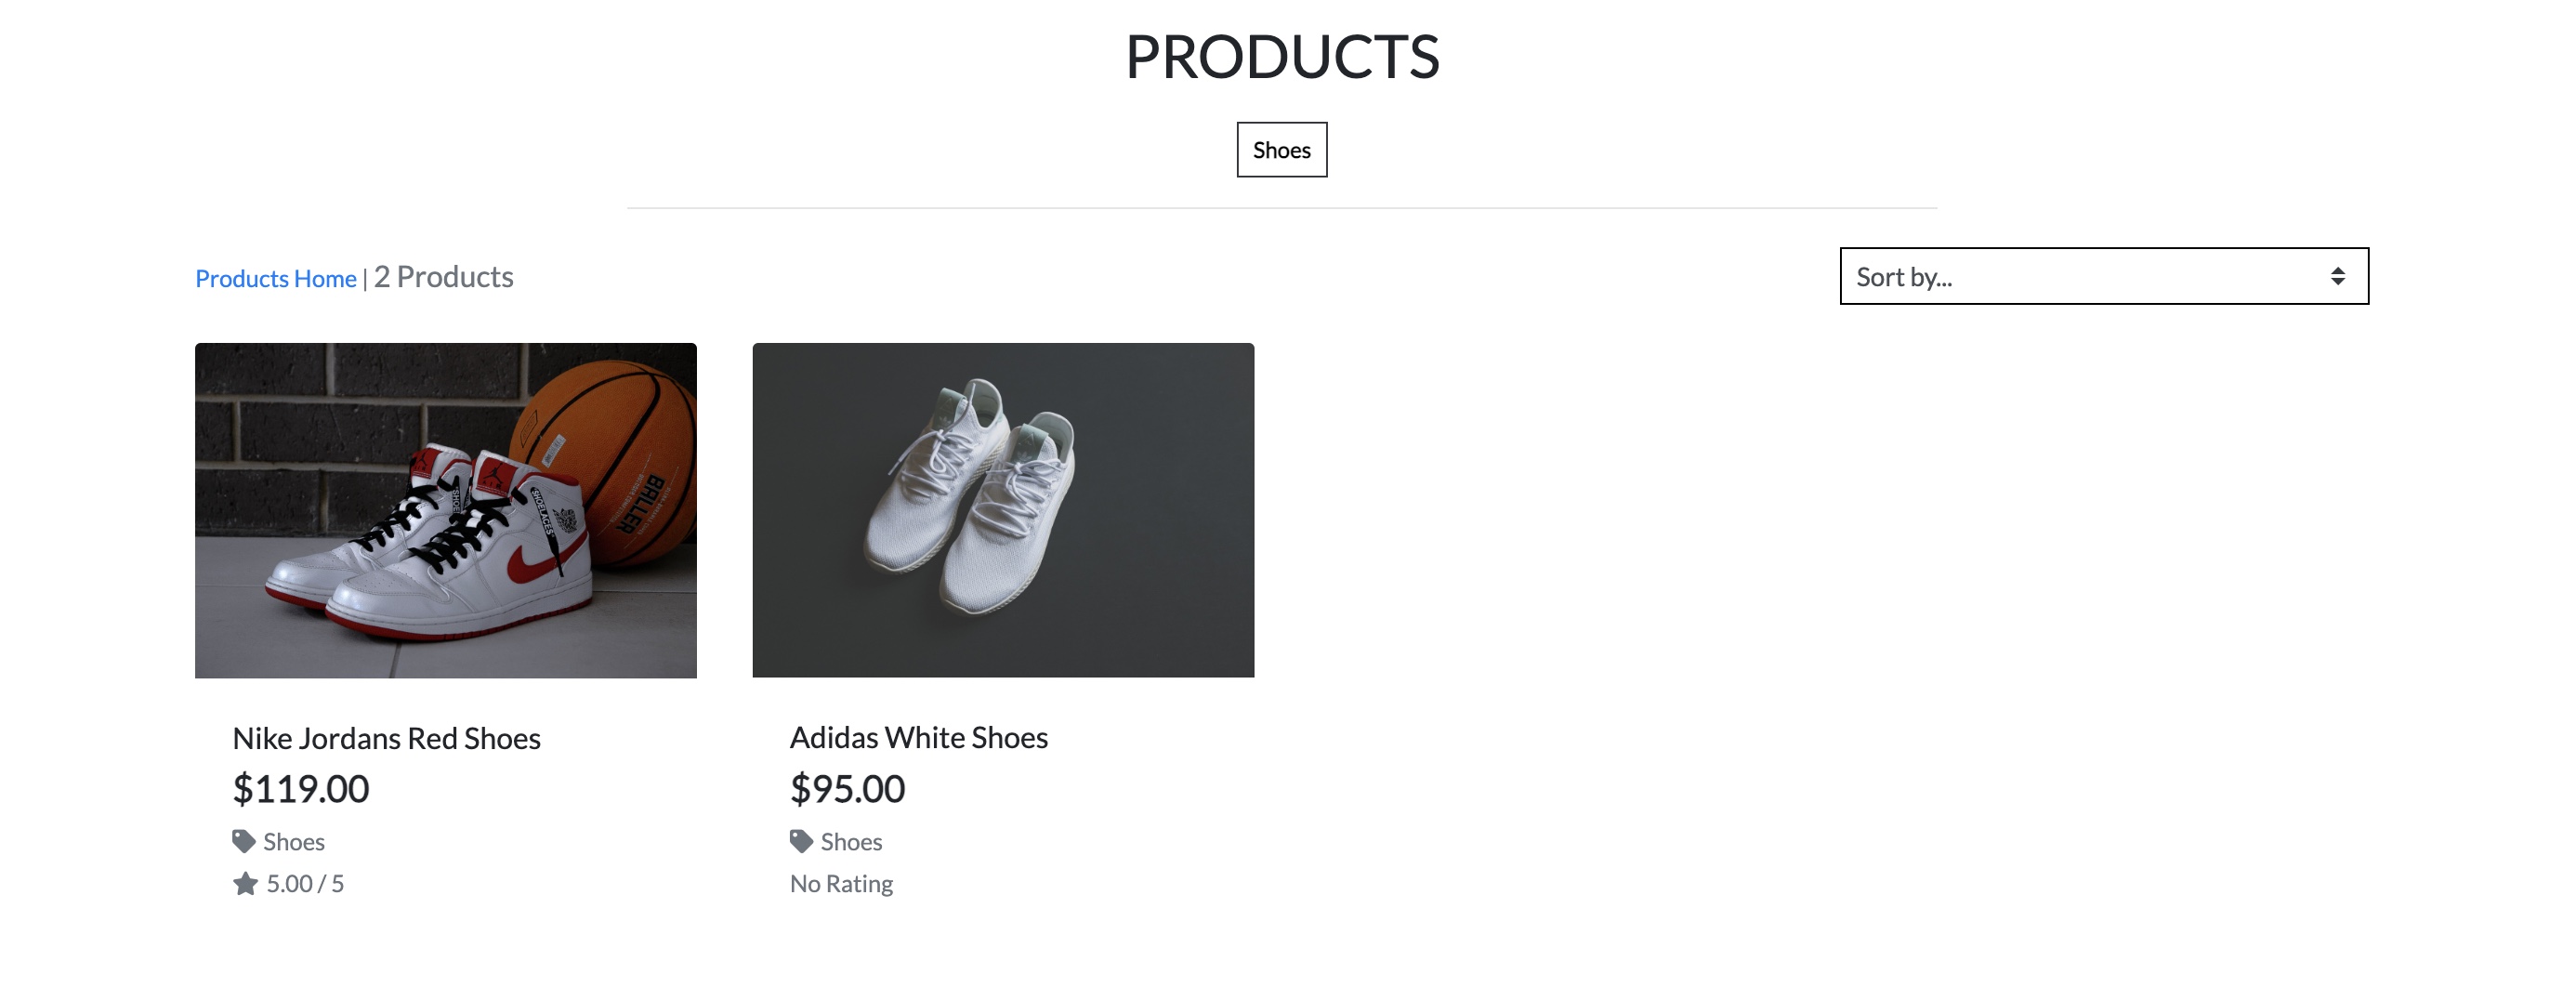 PRODUCTS
Shoes
Products Home | 2 Products
Sort by...
BALLER
SHOELACES
Nike Jordans Red Shoes
$119.00
Shoes
5.00 / 5
Adidas White Shoes
$95.00
Shoes
No Rating